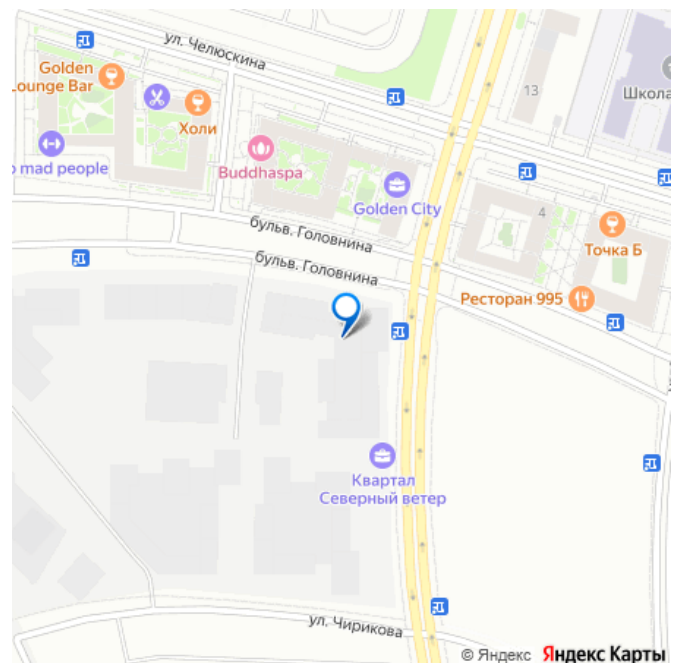 ул. Челюскина
Golden
ounge Bar
Холи
13
Школа
mad people
Buddhaspa
Golden City
4
Точка Б
бульв. Головнина
бульв. Головнина
Ресторан 995
Квартал
Северный ветер
ул. Чирикова
© Яндекс Яндекс Карты